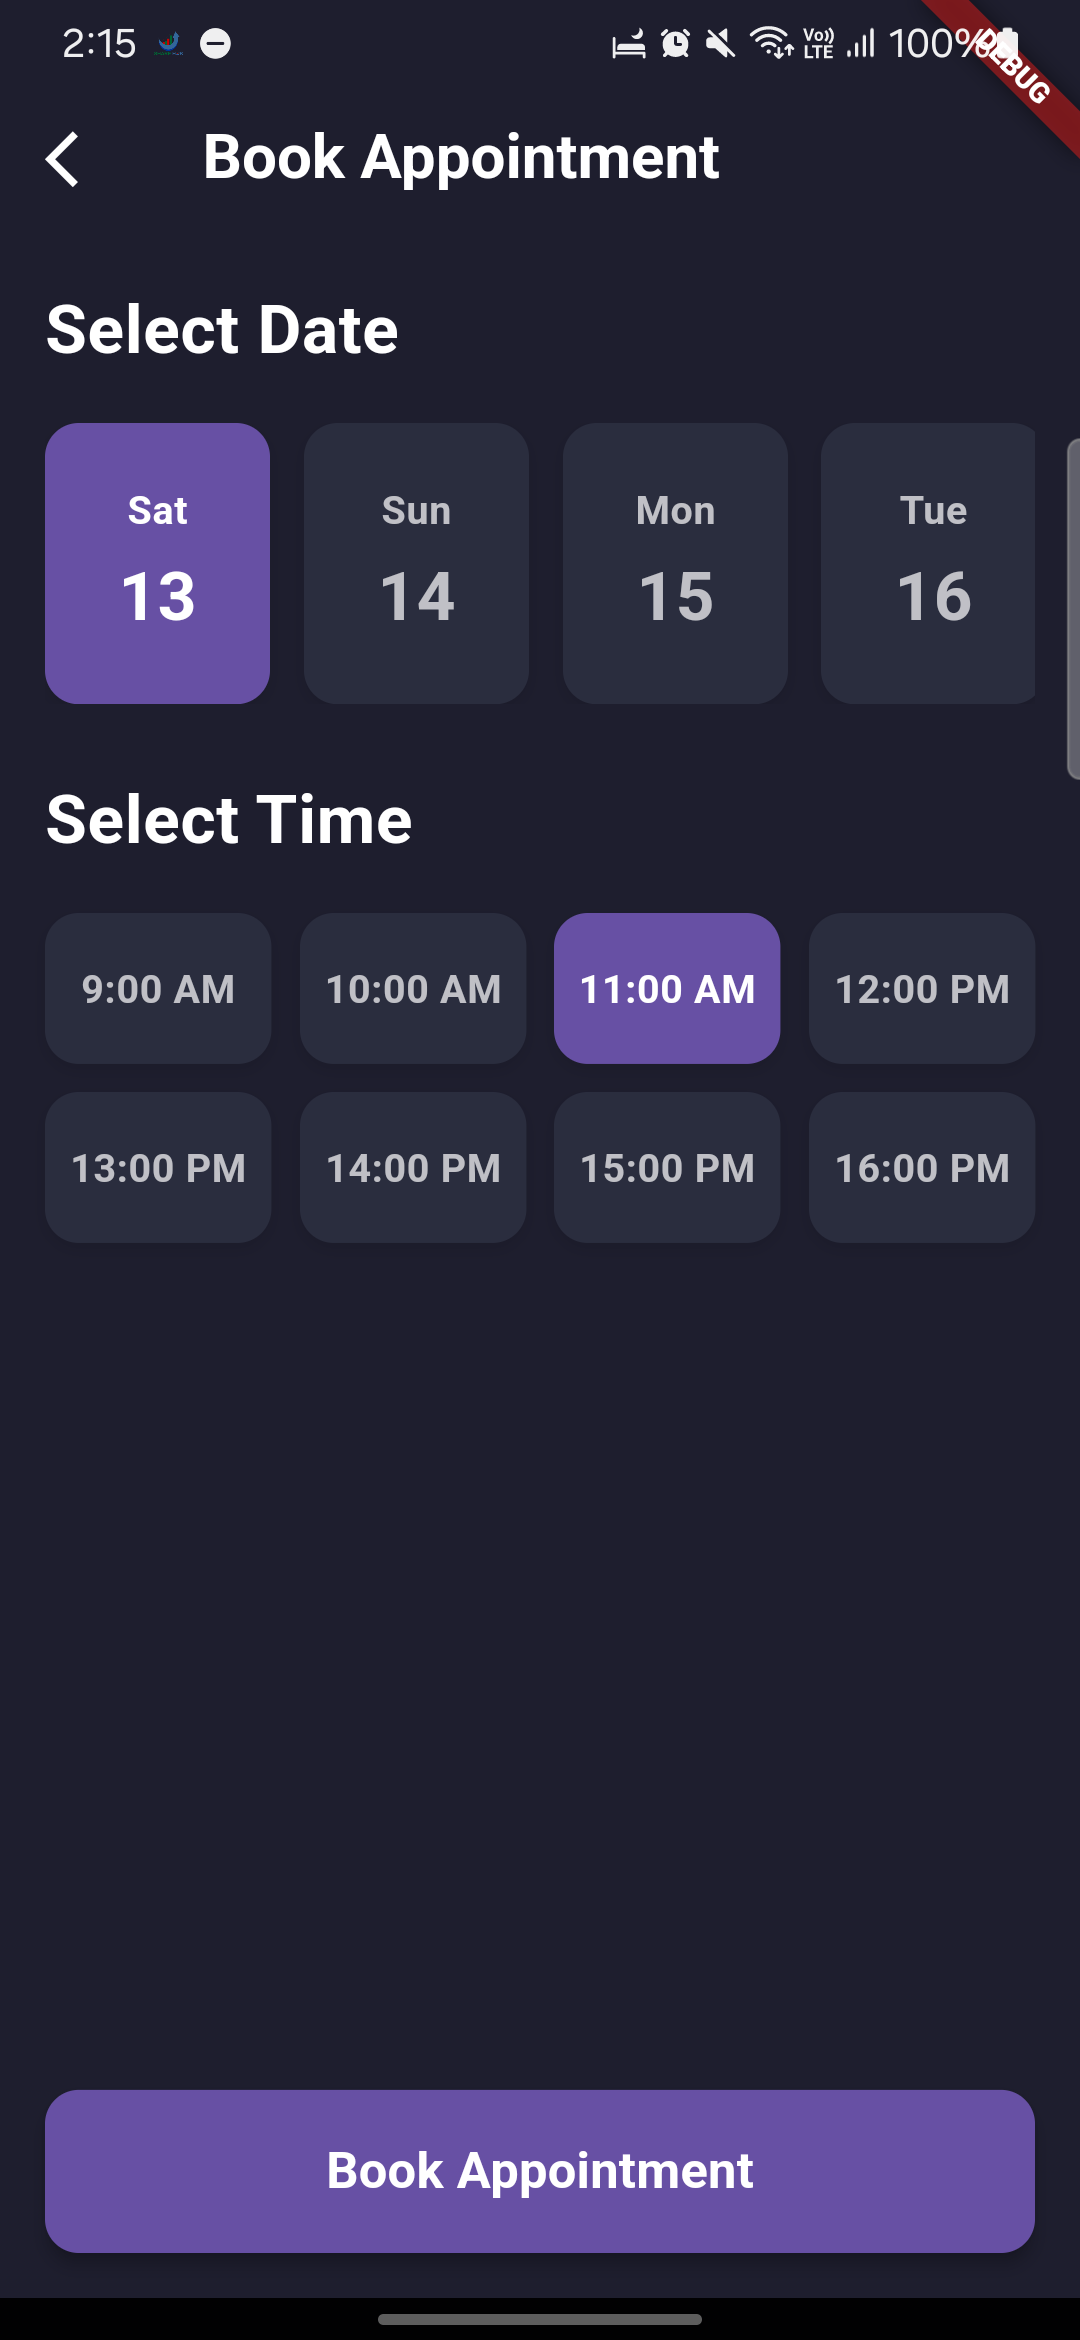 2:15 Vo)) LTE 100%
DEBUG
Book Appointment
Select Date
Sat Sun Mon Tue
13 14 15 16
Select Time
9:00 AM 10:00 AM 11:00 AM 12:00 PM
13:00 PM 14:00 PM 15:00 PM 16:00 PM
Book Appointment